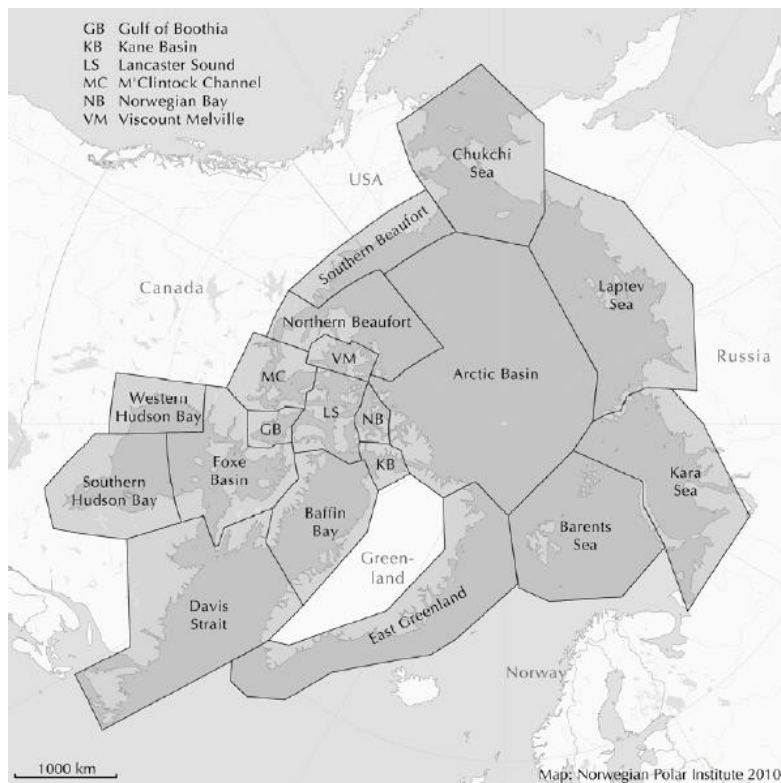 GB Gulf of Boothia
KB Kane Basin
LS Lancaster Sound
MC M'Clintock Channel
NB Norwegian Bay
VM Viscount Melville
Chukchi
Sea
USA
Southern Beaufort
Canada
Laptev
Sea
Northern Beaufort
VM
Russia
MC
Arctic Basin
Western
Hudson Bay
LS
NB
GB
Foxe
Basin
KB
Southern
Hudson Bay
Kara
Sea
Baffin
Bay
Barents
Sea
Green-
land
Davis
Strait
East Greenland
Norway
1000 km
Map: Norwegian Polar Institute 2010